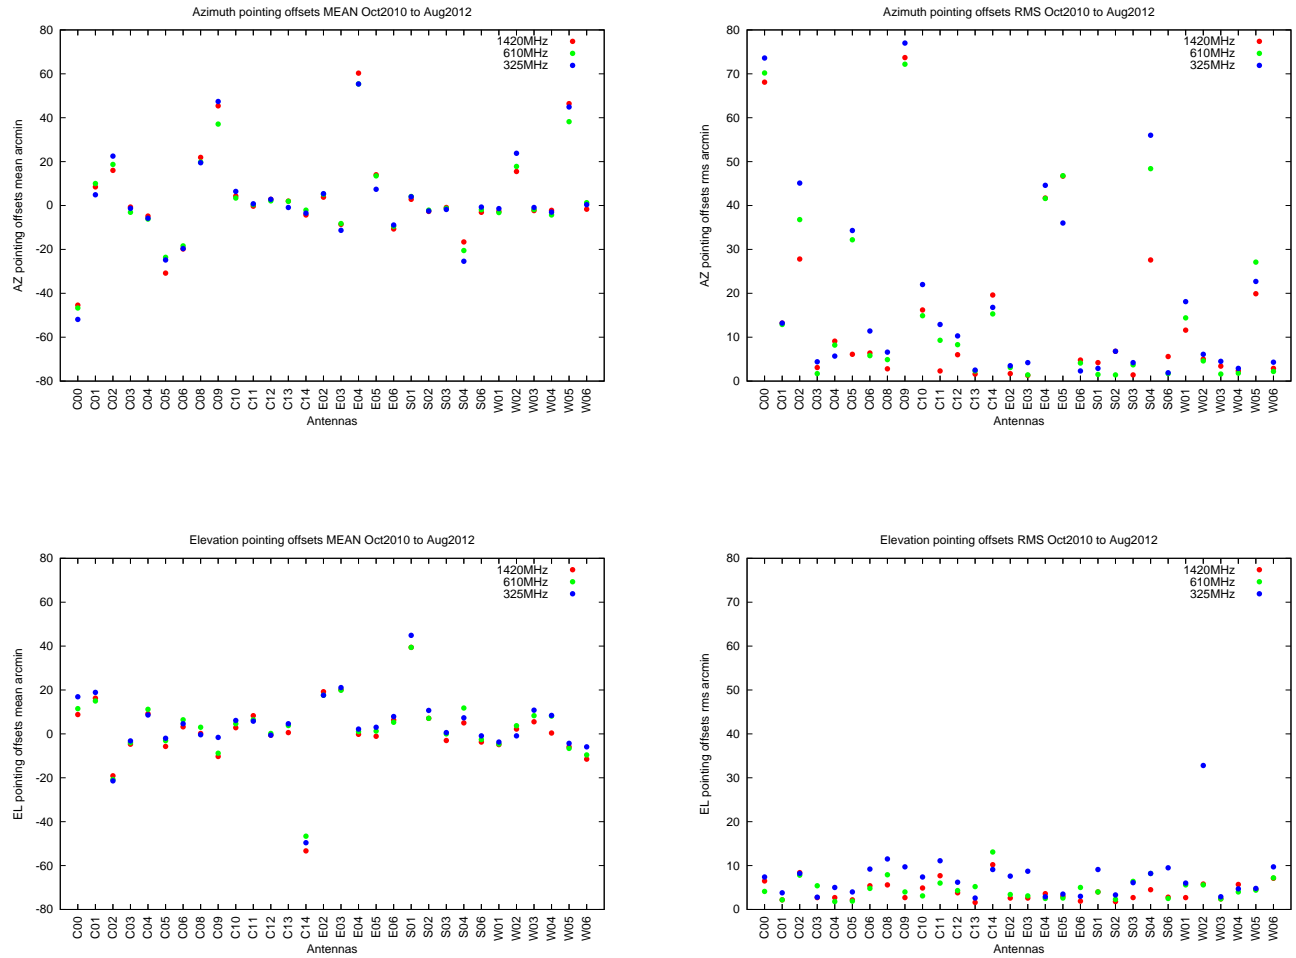 Azimuth pointing offsets MEAN Oct2010 to Aug2012
80
60
40
20
0
-20
-40
-60
-80
AZ pointing offsets mean arcmin
1420MHz
610MHz
325MHz
C00 C01 C02 C03 C04 C05 C06 C08 C09 C10 C11 C12 C13 C14 E02 E03 E04 E05 E06 S01 S02 S03 S04 S06 W01 W02 W03 W04 W05 W06
Antennas
Azimuth pointing offsets RMS Oct2010 to Aug2012
80
70
60
50
40
30
20
10
0
AZ pointing offsets rms arcmin
1420MHz
610MHz
325MHz
C00 C01 C02 C03 C04 C05 C06 C08 C09 C10 C11 C12 C13 C14 E02 E03 E04 E05 E06 S01 S02 S03 S04 S06 W01 W02 W03 W04 W05 W06
Antennas
Elevation pointing offsets MEAN Oct2010 to Aug2012
80
60
40
20
0
-20
-40
-60
-80
EL pointing offsets mean arcmin
1420MHz
610MHz
325MHz
C00 C01 C02 C03 C04 C05 C06 C08 C09 C10 C11 C12 C13 C14 E02 E03 E04 E05 E06 S01 S02 S03 S04 S06 W01 W02 W03 W04 W05 W06
Antennas
Elevation pointing offsets RMS Oct2010 to Aug2012
80
70
60
50
40
30
20
10
0
EL pointing offsets rms arcmin
1420MHz
610MHz
325MHz
C00 C01 C02 C03 C04 C05 C06 C08 C09 C10 C11 C12 C13 C14 E02 E03 E04 E05 E06 S01 S02 S03 S04 S06 W01 W02 W03 W04 W05 W06
Antennas